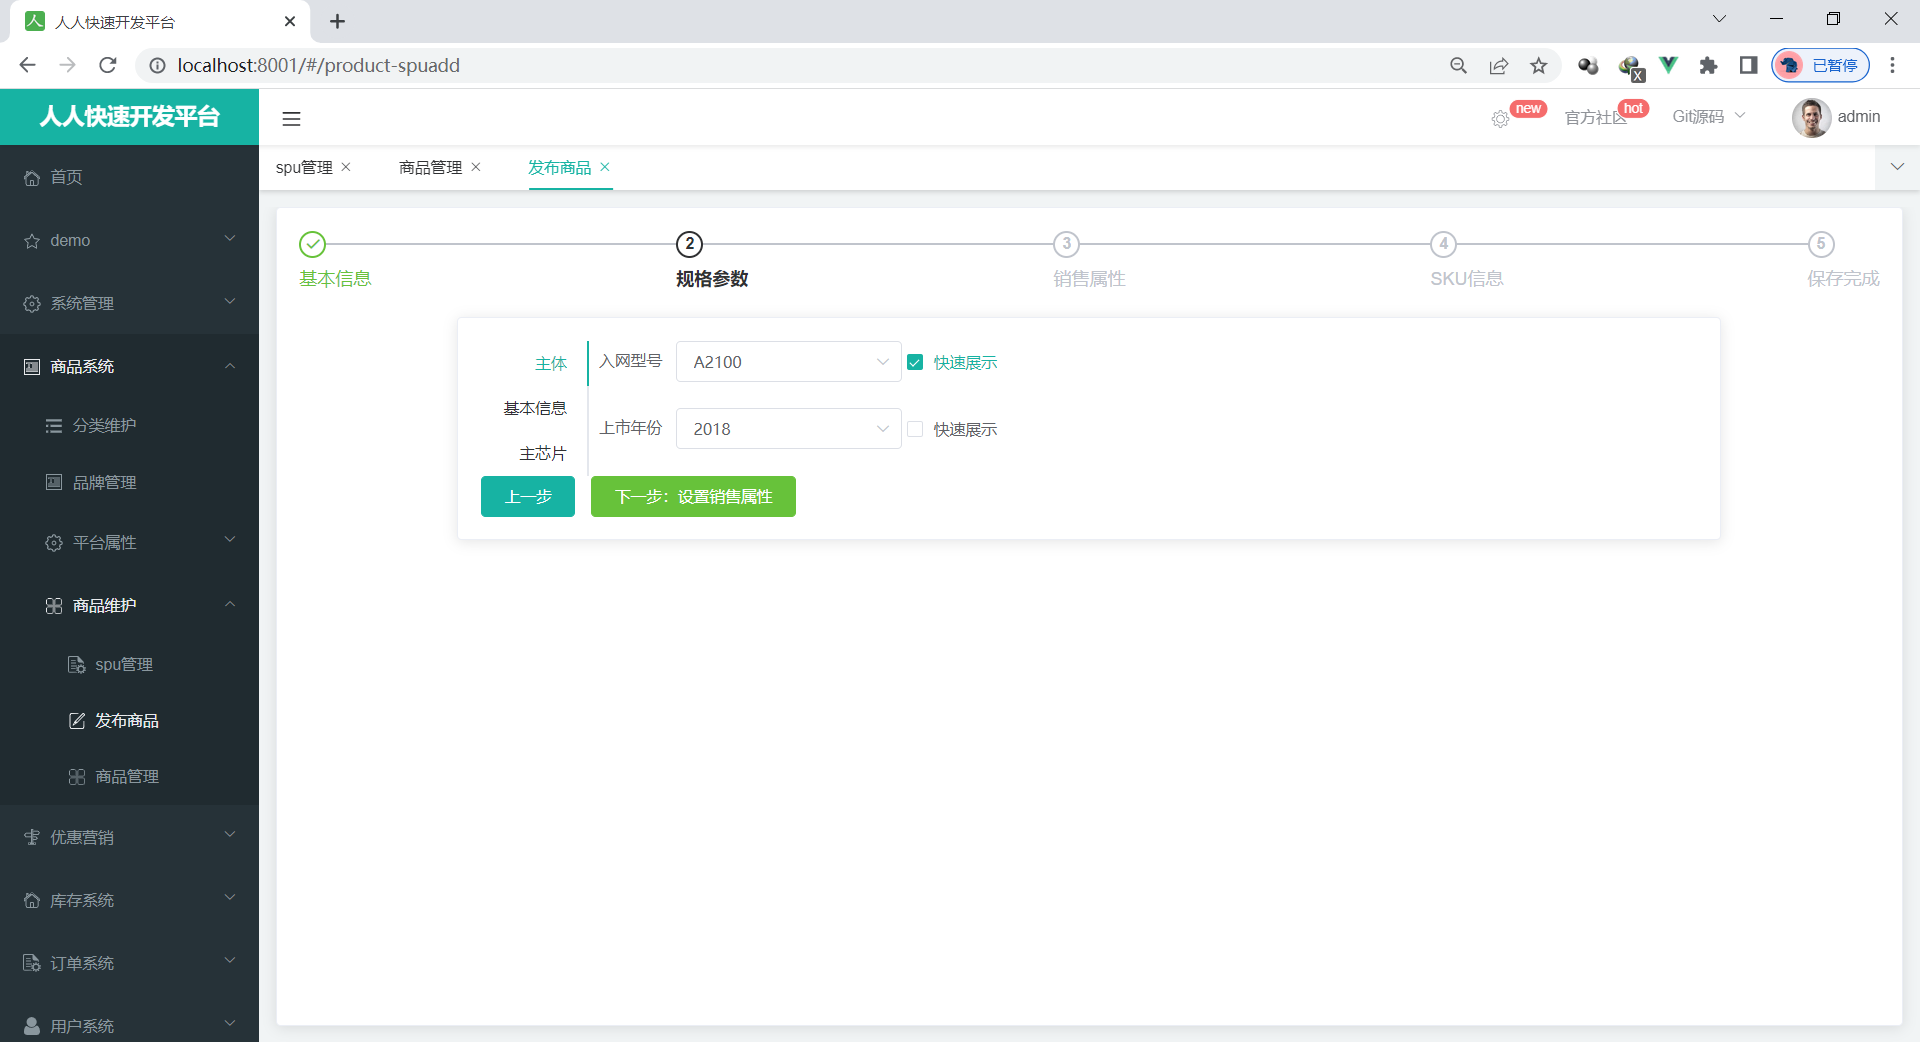 人人快速开发平台
localhost:8001/#/product-spuadd
X
已暂停
人人快速开发平台
new
官方社区
hot
Git源码
admin
spu管理
商品管理
发布商品
首页
demo
系统管理
商品系统
分类维护
品牌管理
平台属性
商品维护
spu管理
发布商品
商品管理
优惠营销
库存系统
订单系统
用户系统
2
3
4
5
基本信息
规格参数
销售属性
SKU信息
保存完成
主体
基本信息
主芯片
入网型号
A2100
快速展示
上市年份
2018
快速展示
上一步
下一步：设置销售属性